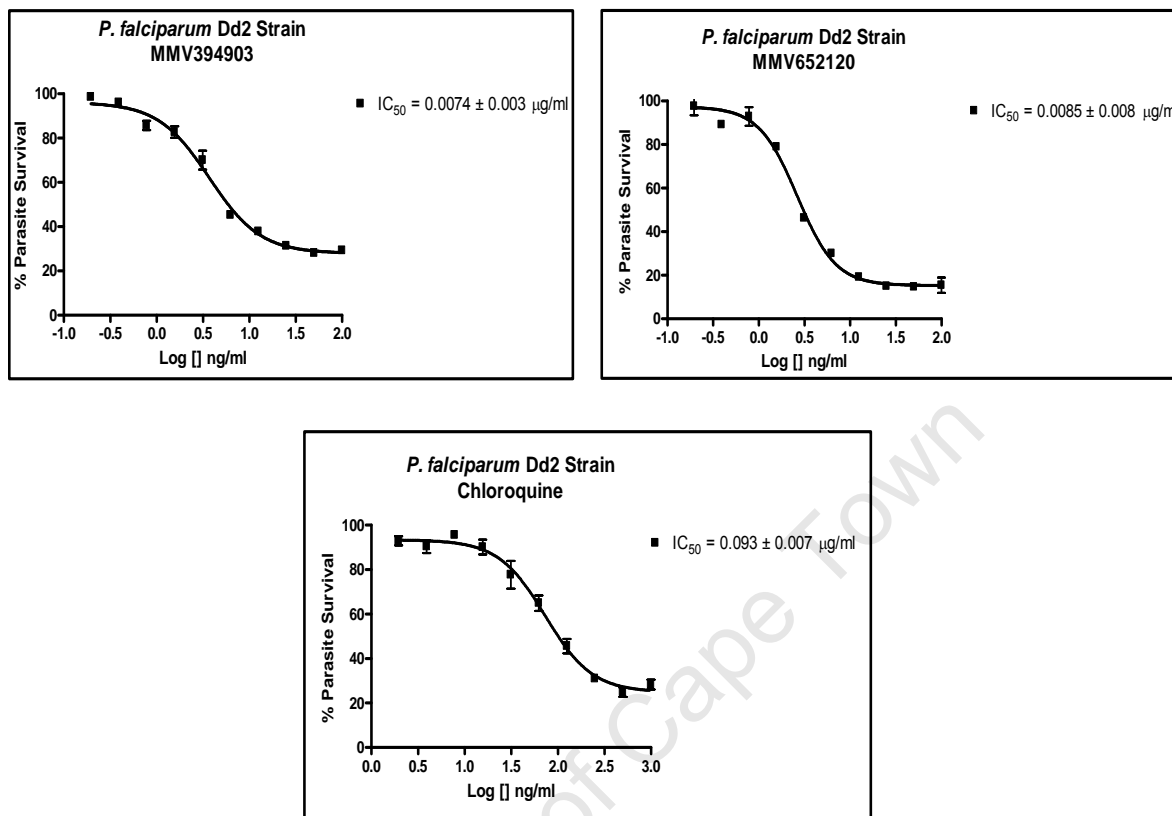 P. falciparum Dd2 Strain
MMV394903
IC50 = 0.0074 ± 0.003 µg/ml
% Parasite Survival
100
80
60
40
20
0
-1.0 -0.5 0.0 0.5 1.0 1.5 2.0
Log [] ng/ml
P. falciparum Dd2 Strain
MMV652120
IC50 = 0.0085 ± 0.008 µg/m
% Parasite Survival
100
80
60
40
20
0
-1.0 -0.5 0.0 0.5 1.0 1.5 2.0
Log [] ng/ml
P. falciparum Dd2 Strain
Chloroquine
IC50 = 0.093 ± 0.007 µg/ml
% Parasite Survival
100
80
60
40
20
0
0.0 0.5 1.0 1.5 2.0 2.5 3.0
Log [] ng/ml
of Cape Town